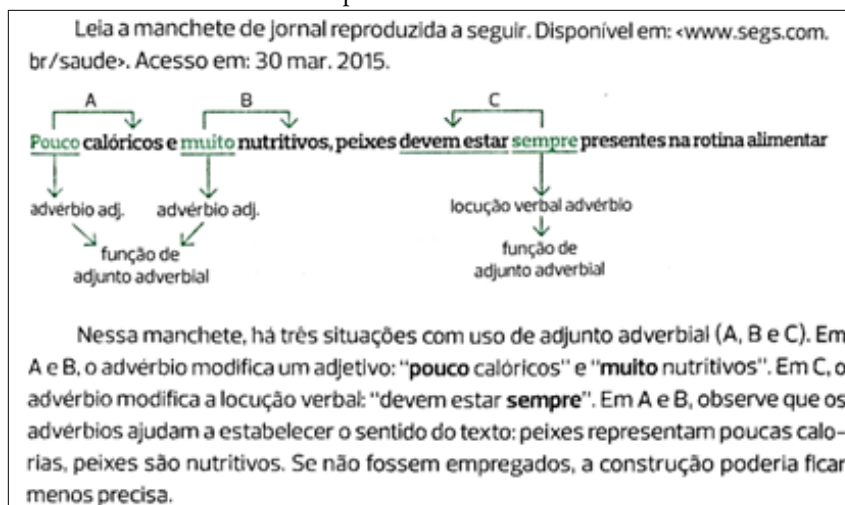 Leia a manchete de jornal reproduzida a seguir. Disponível em: <www.segs.com.
br/saude>. Acesso em: 30 mar. 2015.
A B C
Pouco calóricos e muito nutritivos, peixes devem estar sempre presentes na rotina alimentar
advérbio adj. advérbio adj. locução verbal advérbio
função de
adjunto adverbial
função de
adjunto adverbial
Nessa manchete, há três situações com uso de adjunto adverbial (A, B e C). Em
A e B, o advérbio modifica um adjetivo: “pouco calóricos” e “muito nutritivos”. Em C, o
advérbio modifica a locução verbal: “devem estar sempre”. Em A e B, observe que os
advérbios ajudam a estabelecer o sentido do texto: peixes representam poucas calo-
rias, peixes são nutritivos. Se não fossem empregados, a construção poderia ficar
menos precisa.